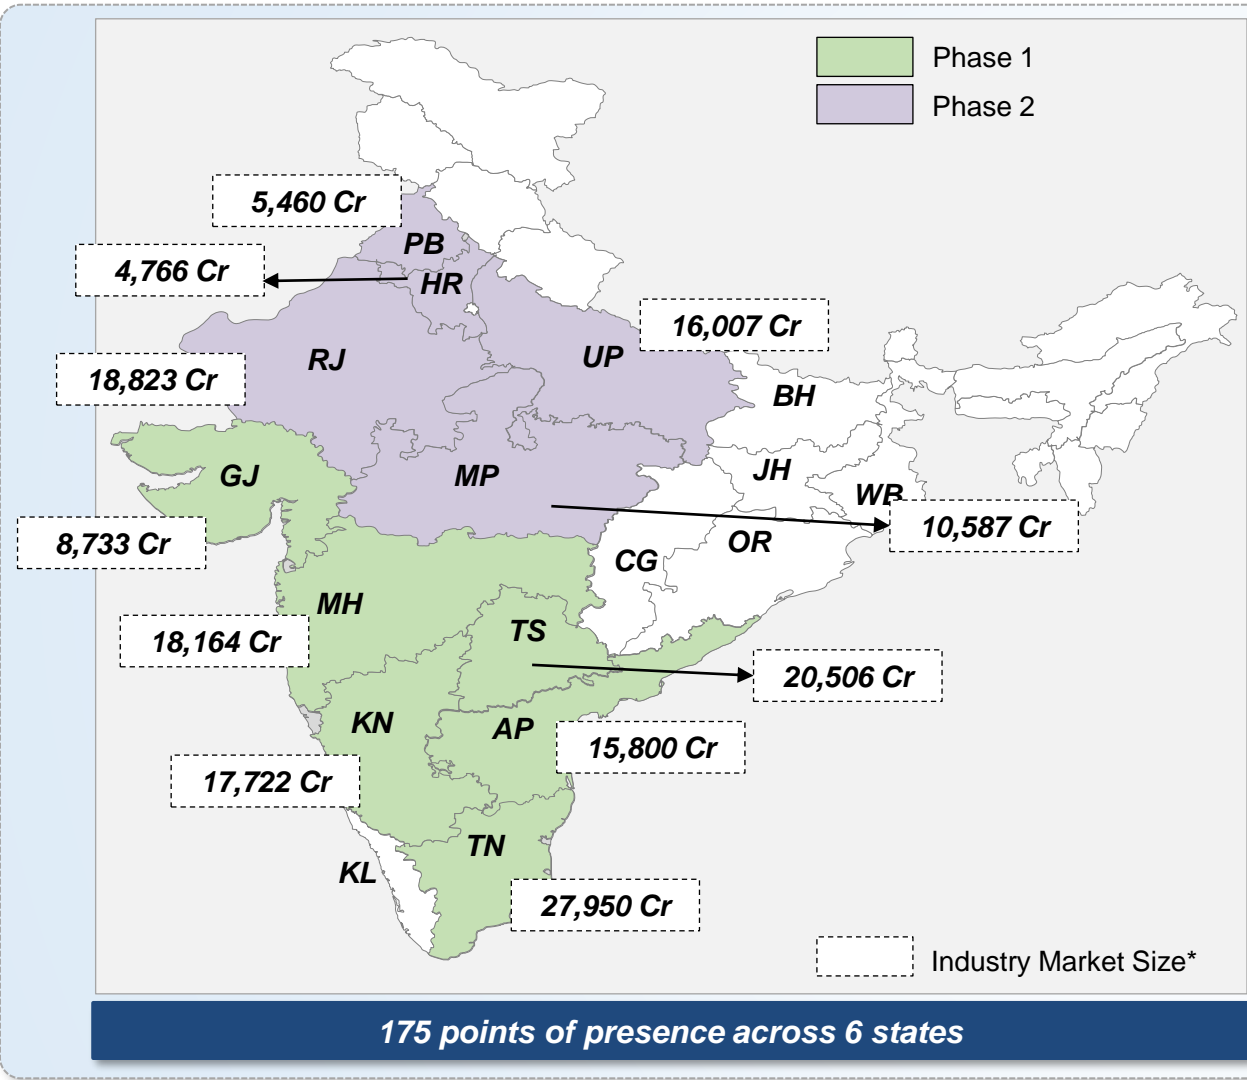 Phase 1
Phase 2
5,460 Cr
PB
4,766 Cr
HR
16,007 Cr
RJ
UP
18,823 Cr
BH
GJ
MP
JH
WB
8,733 Cr
10,587 Cr
OR
CG
MH
18,164 Cr
TS
20,506 Cr
KN
AP
15,800 Cr
17,722 Cr
TN
KL
27,950 Cr
Industry Market Size*
175 points of presence across 6 states